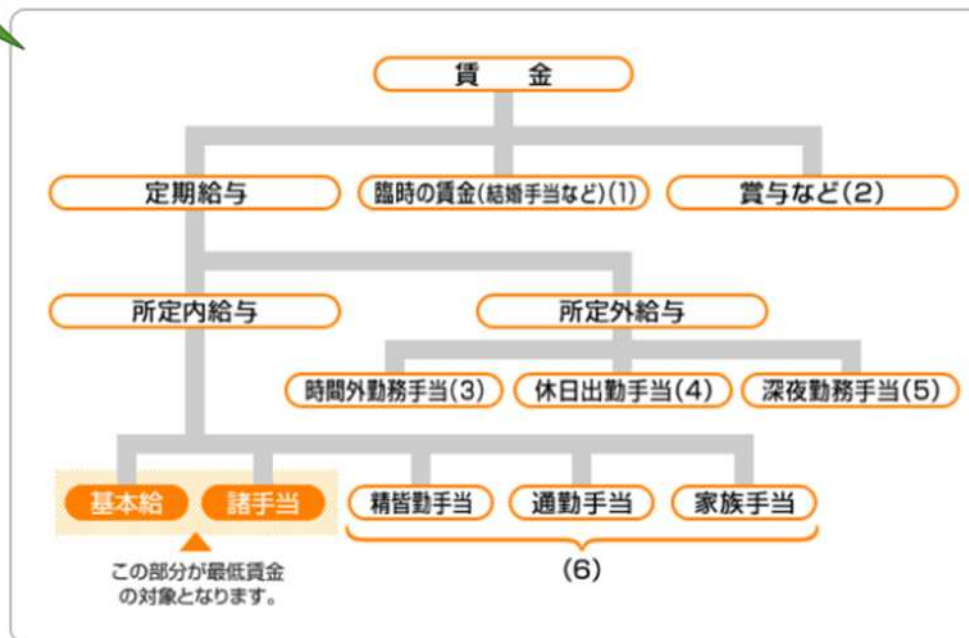 賃　金
定期給与
臨時の賃金(結婚手当など)(1)
賞与など(2)
所定内給与
所定外給与
時間外勤務手当(3)
休日出勤手当(4)
深夜勤務手当(5)
基本給
諸手当
精皆勤手当
通勤手当
家族手当
この部分が最低賃金
の対象となります。
(6)